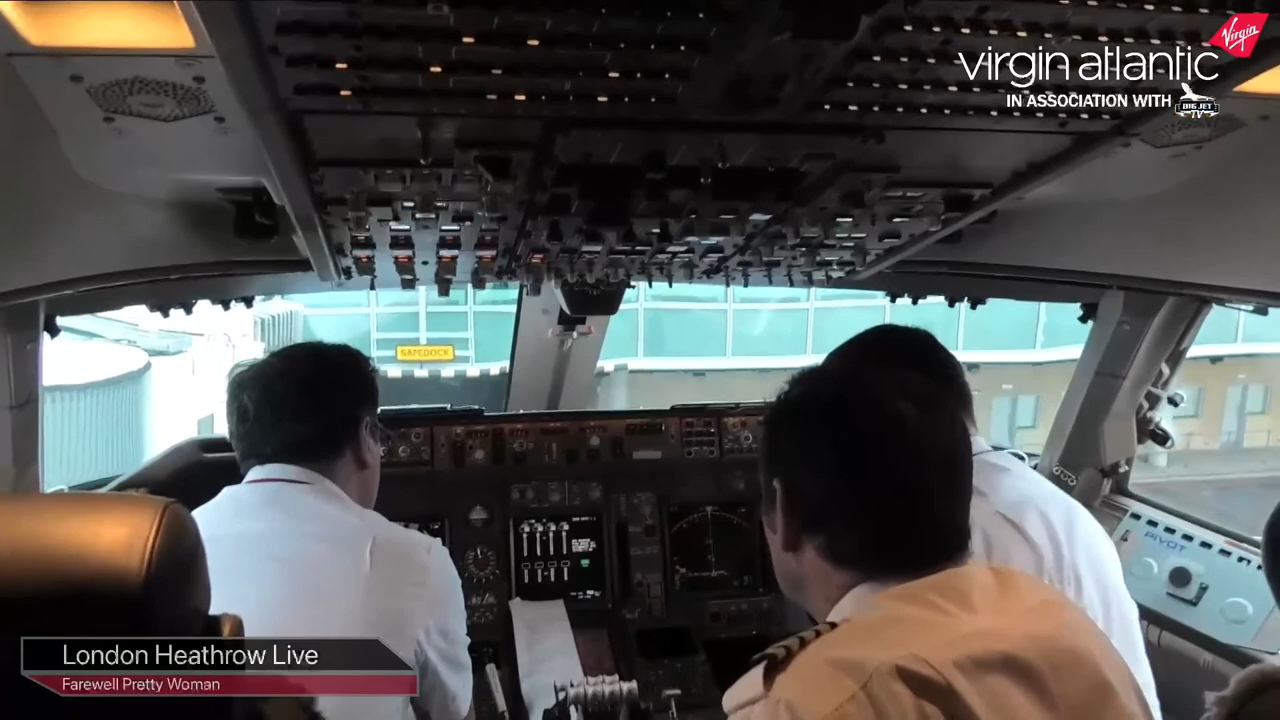 Virgin
virgin atlantic
IN ASSOCIATION WITH
BIG JET
TV
SAFEDOCK
PIVOT
London Heathrow Live
Farewell Pretty Woman